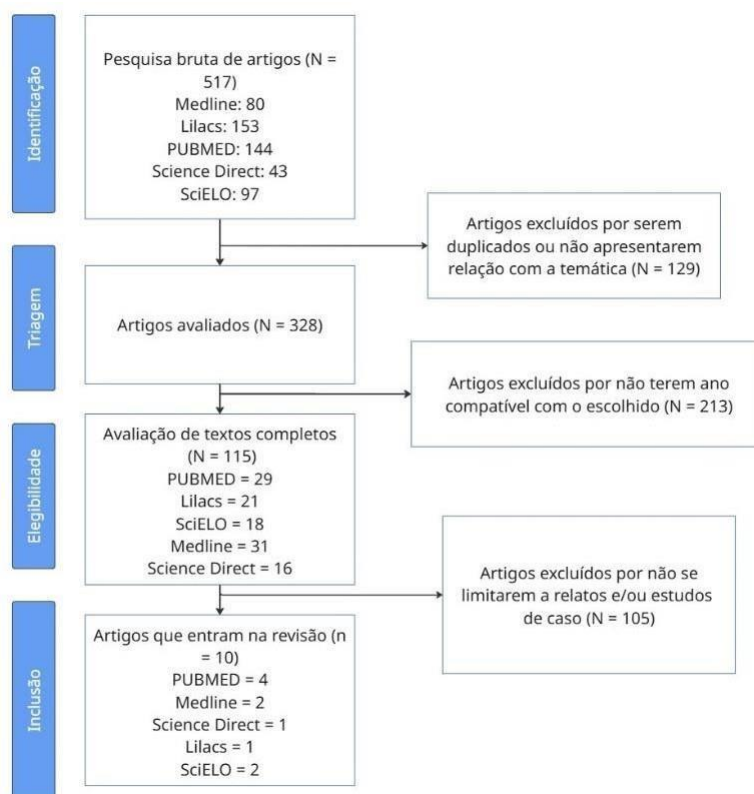 Identificação
Pesquisa bruta de artigos (N =
517)
Medline: 80
Lilacs: 153
PUBMED: 144
Science Direct: 43
SciELO: 97
Artigos excluídos por serem
duplicados ou não apresentarem
relação com a temática (N = 129)
Triagem
Artigos avaliados (N = 328)
Artigos excluídos por não terem ano
compatível com o escolhido (N = 213)
Elegibilidade
Avaliação de textos completos
(N = 115)
PUBMED = 29
Lilacs = 21
SciELO = 18
Medline = 31
Science Direct = 16
Artigos excluídos por não se
limitarem a relatos e/ou estudos
de caso (N = 105)
Inclusão
Artigos que entram na revisão (n
= 10)
PUBMED = 4
Medline = 2
Science Direct = 1
Lilacs = 1
SciELO = 2